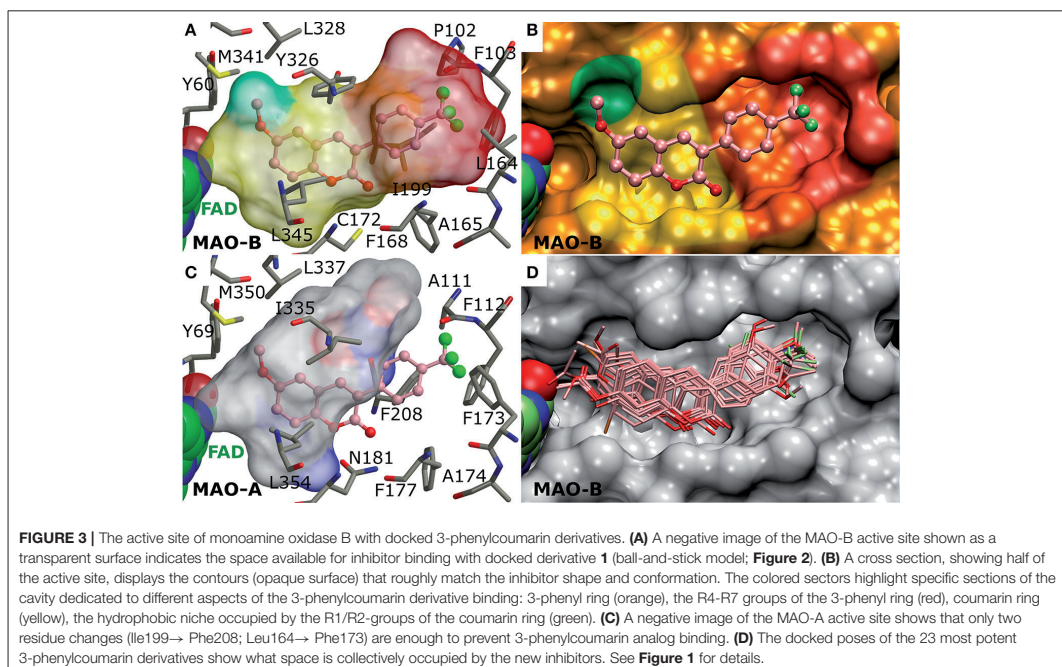 A
L328
M341
Y326
Y60
P102
F103
L164
I199
FAD
L345
C172
A165
F168
MAO-B
B
MAO-B
C
L337
M350
I335
Y69
A111
F112
F208
F173
FAD
L354
N181
A174
F177
MAO-A
D
MAO-B
FIGURE 3 | The active site of monoamine oxidase B with docked 3-phenylcoumarin derivatives. (A) A negative image of the MAO-B active site shown as a
transparent surface indicates the space available for inhibitor binding with docked derivative 1 (ball-and-stick model; Figure 2). (B) A cross section, showing half of
the active site, displays the contours (opaque surface) that roughly match the inhibitor shape and conformation. The colored sectors highlight specific sections of the
cavity dedicated to different aspects of the 3-phenylcoumarin derivative binding: 3-phenyl ring (orange), the R4-R7 groups of the 3-phenyl ring (red), coumarin ring
(yellow), the hydrophobic niche occupied by the R1/R2-groups of the coumarin ring (green). (C) A negative image of the MAO-A active site shows that only two
residue changes (Ile199→ Phe208; Leu164→ Phe173) are enough to prevent 3-phenylcoumarin analog binding. (D) The docked poses of the 23 most potent
3-phenylcoumarin derivatives show what space is collectively occupied by the new inhibitors. See Figure 1 for details.